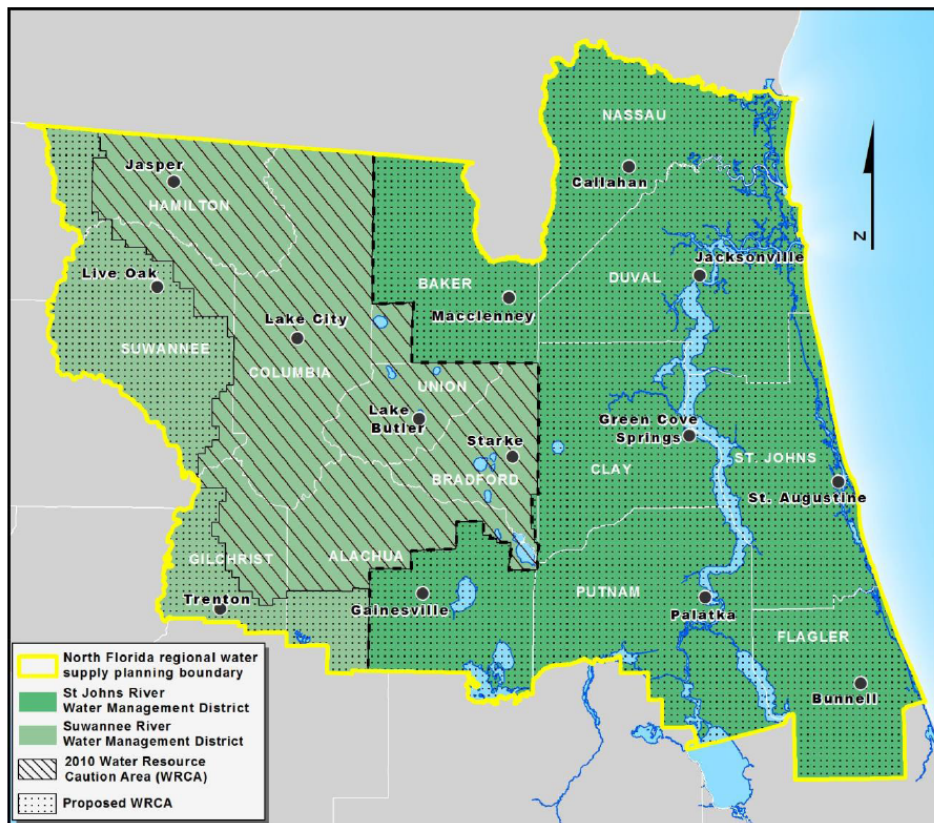 NASSAU
Callahan
Jasper
HAMILTON
Jacksonville
DUVAL
Live Oak
BAKER
Macclenney
Lake City
SUWANNEE
COLUMBIA
UNION
Lake
Butler
Green Cove
Springs
Starke
ST. JOHNS
BRADFORD
CLAY
St. Augustine
GILCHRIST
ALACHUA
Trenton
Gainesville
PUTNAM
Palatka
FLAGLER
Bunnell
N
North Florida regional water
supply planning boundary
St Johns River
Water Management District
Suwannee River
Water Management District
2010 Water Resource
Caution Area (WRCA)
Proposed WRCA